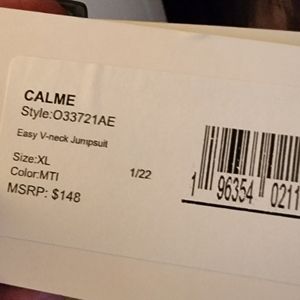 CALME
Style:O33721AE
Easy V-neck Jumpsuit
Size:XL
Color:MTI 1/22
MSRP: $148
1 96354 0211